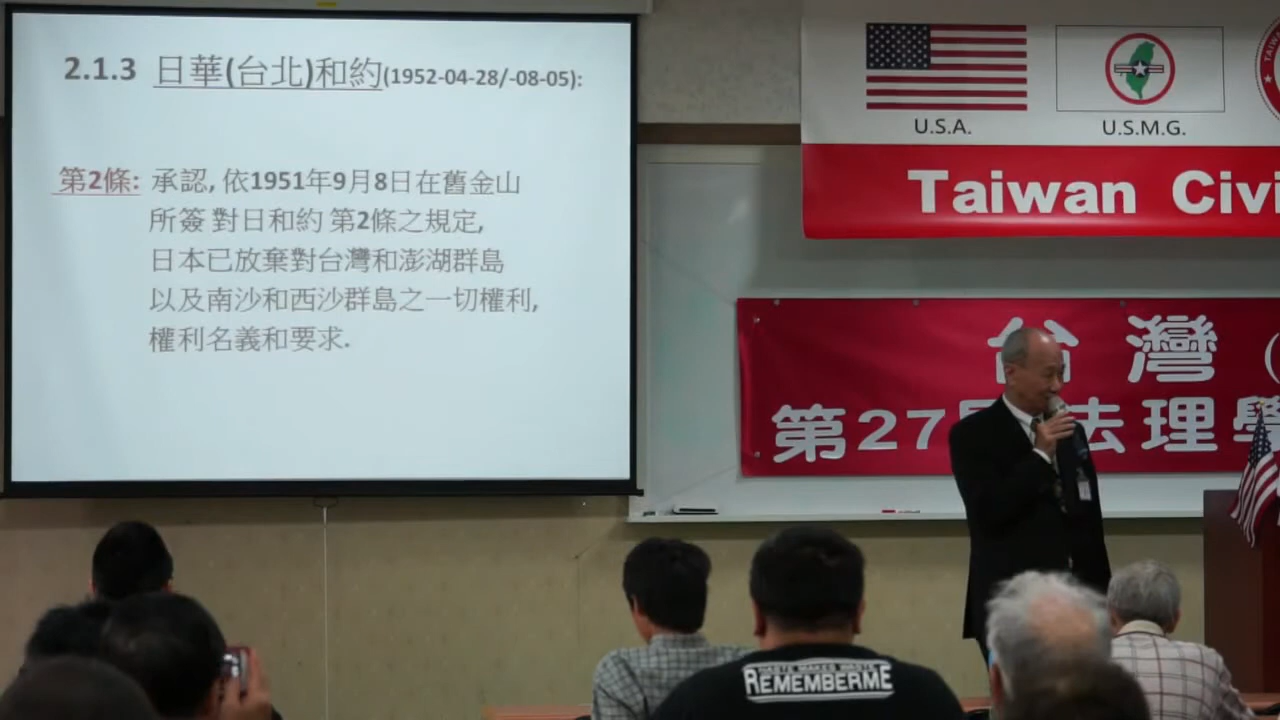 2.1.3 日華(台北)和約(1952-04-28/-08-05):
第2條: 承認, 依1951年9月8日在舊金山
所簽 對日和約 第2條之規定,
日本已放棄對台灣和澎湖群島
以及南沙和西沙群島之一切權利,
權利名義和要求.
U.S.A.
U.S.M.G.
TAIWA
Taiwan Civi
台灣(
第27 法理學
REMEMBERME